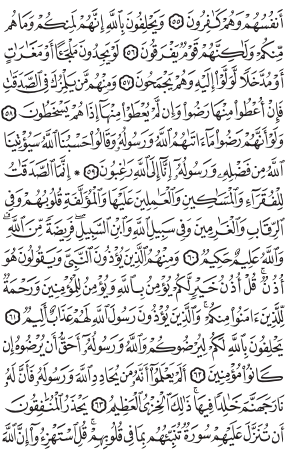 أَنفُسُهُمْ وَهُمْ كَٰفِرُونَ ۝٥٥ وَيَحْلِفُونَ بِٱللَّهِ إِنَّهُمْ لَمِنكُمْ وَمَا هُم
مِّنكُمْ وَلَٰكِنَّهُمْ قَوْمٌ يَفْرَقُونَ ۝٥٦ لَوْ يَجِدُونَ مَلْجَـًٔا أَوْ مَغَٰرَٰتٍ
أَوْ مُدَّخَلًا لَّوَلَّوْا۟ إِلَيْهِ وَهُمْ يَجْمَحُونَ ۝٥٧ وَمِنْهُم مَّن يَلْمِزُكَ فِى ٱلصَّدَقَٰتِ
فَإِنْ أُعْطُوا۟ مِنْهَا رَضُوا۟ وَإِن لَّمْ يُعْطَوْا۟ مِنْهَآ إِذَا هُمْ يَسْخَطُونَ ۝٥٨
وَلَوْ أَنَّهُمْ رَضُوا۟ مَآ ءَاتَىٰهُمُ ٱللَّهُ وَرَسُولُهُۥ وَقَالُوا۟ حَسْبُنَا ٱللَّهُ سَيُؤْتِينَا
ٱللَّهُ مِن فَضْلِهِۦ وَرَسُولُهُۥٓ إِنَّآ إِلَى ٱللَّهِ رَٰغِبُونَ ۝٥٩ * إِنَّمَا ٱلصَّدَقَٰتُ
لِلْفُقَرَآءِ وَٱلْمَسَٰكِينِ وَٱلْعَٰمِلِينَ عَلَيْهَا وَٱلْمُؤَلَّفَةِ قُلُوبُهُمْ وَفِى
ٱلرِّقَابِ وَٱلْغَٰرِمِينَ وَفِى سَبِيلِ ٱللَّهِ وَٱبْنِ ٱلسَّبِيلِ ۖ فَرِيضَةً مِّنَ ٱللَّهِ ۗ
وَٱللَّهُ عَلِيمٌ حَكِيمٌ ۝٦٠ وَمِنْهُمُ ٱلَّذِينَ يُؤْذُونَ ٱلنَّبِىَّ وَيَقُولُونَ هُوَ
أُذُنٌ ۚ قُلْ أُذُنُ خَيْرٍ لَّكُمْ يُؤْمِنُ بِٱللَّهِ وَيُؤْمِنُ لِلْمُؤْمِنِينَ وَرَحْمَةٌ
لِّلَّذِينَ ءَامَنُوا۟ مِنكُمْ ۚ وَٱلَّذِينَ يُؤْذُونَ رَسُولَ ٱللَّهِ لَهُمْ عَذَابٌ أَلِيمٌ ۝٦١
يَحْلِفُونَ بِٱللَّهِ لَكُمْ لِيُرْضُوكُمْ وَٱللَّهُ وَرَسُولُهُۥٓ أَحَقُّ أَن يُرْضُوهُ إِن
كَانُوا۟ مُؤْمِنِينَ ۝٦٢ أَلَمْ يَعْلَمُوٓا۟ أَنَّهُۥ مَن يُحَادِدِ ٱللَّهَ وَرَسُولَهُۥ فَأَنَّ لَهُۥ
نَارَ جَهَنَّمَ خَٰلِدًا فِيهَا ۚ ذَٰلِكَ ٱلْخِزْىُ ٱلْعَظِيمُ ۝٦٣ يَحْذَرُ ٱلْمُنَٰفِقُونَ
أَن تُنَزَّلَ عَلَيْهِمْ سُورَةٌ تُنَبِّئُهُم بِمَا فِى قُلُوبِهِمْ ۚ قُلِ ٱسْتَهْزِءُوٓا۟ إِنَّ ٱللَّهَ